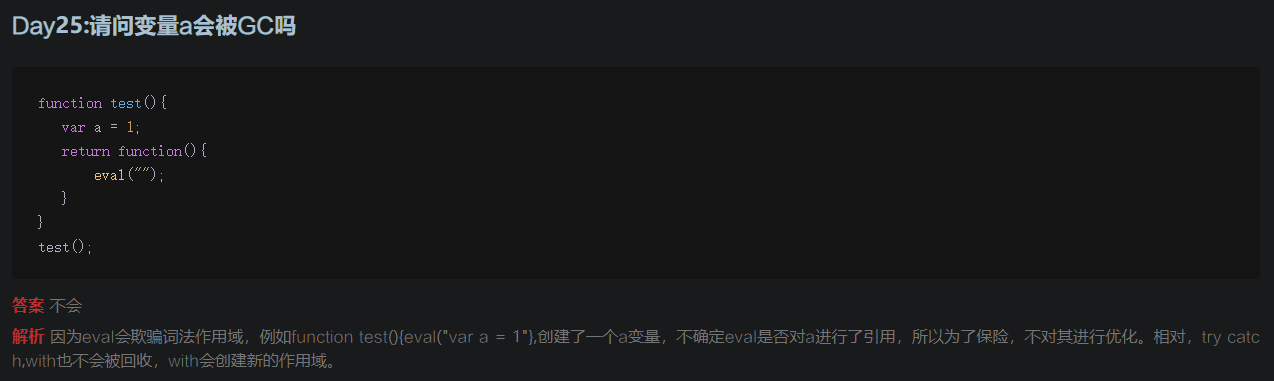 Day25:请问变量a会被GC吗
function test(){
var a = 1;
return function(){
eval("");
}
}
test();
答案 不会
解析 因为eval会欺骗词法作用域，例如function test(){eval("var a = 1"},创建了一个a变量，不确定eval是否对a进行了引用，所以为了保险，不对其进行优化。相对，try catc
h,with也不会被回收，with会创建新的作用域。